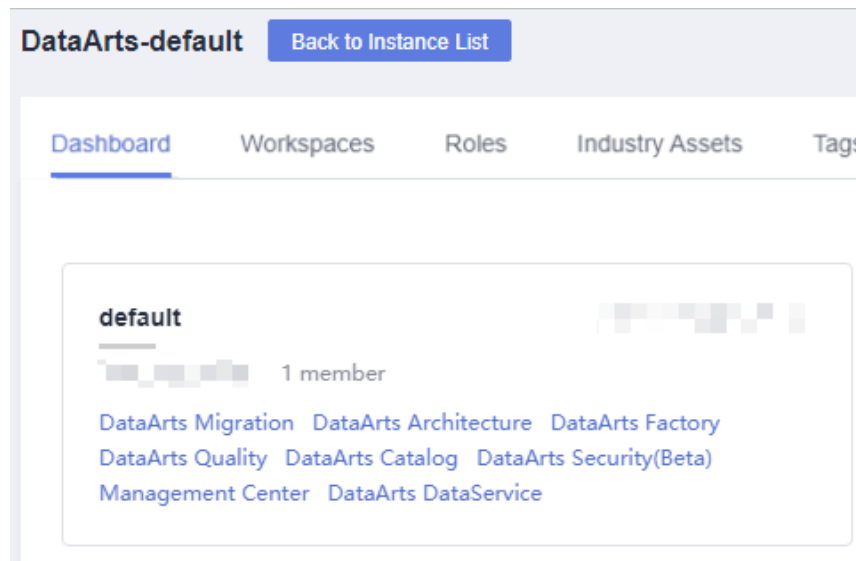 DataArts-default Back to Instance List
Dashboard Workspaces Roles Industry Assets Tags
default
1 member
DataArts Migration DataArts Architecture DataArts Factory
DataArts Quality DataArts Catalog DataArts Security(Beta)
Management Center DataArts DataService